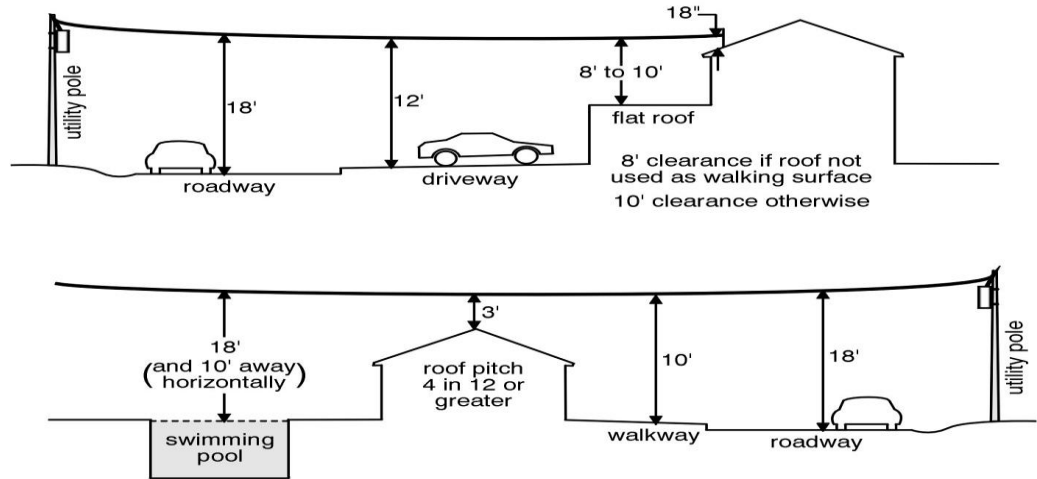 18"
utility pole
18'
12'
8' to 10'
flat roof
roadway
driveway
8' clearance if roof not
used as walking surface
10' clearance otherwise
3'
18'
(and 10' away
horizontally)
roof pitch
4 in 12 or
greater
10'
18'
utility pole
swimming
pool
walkway
roadway